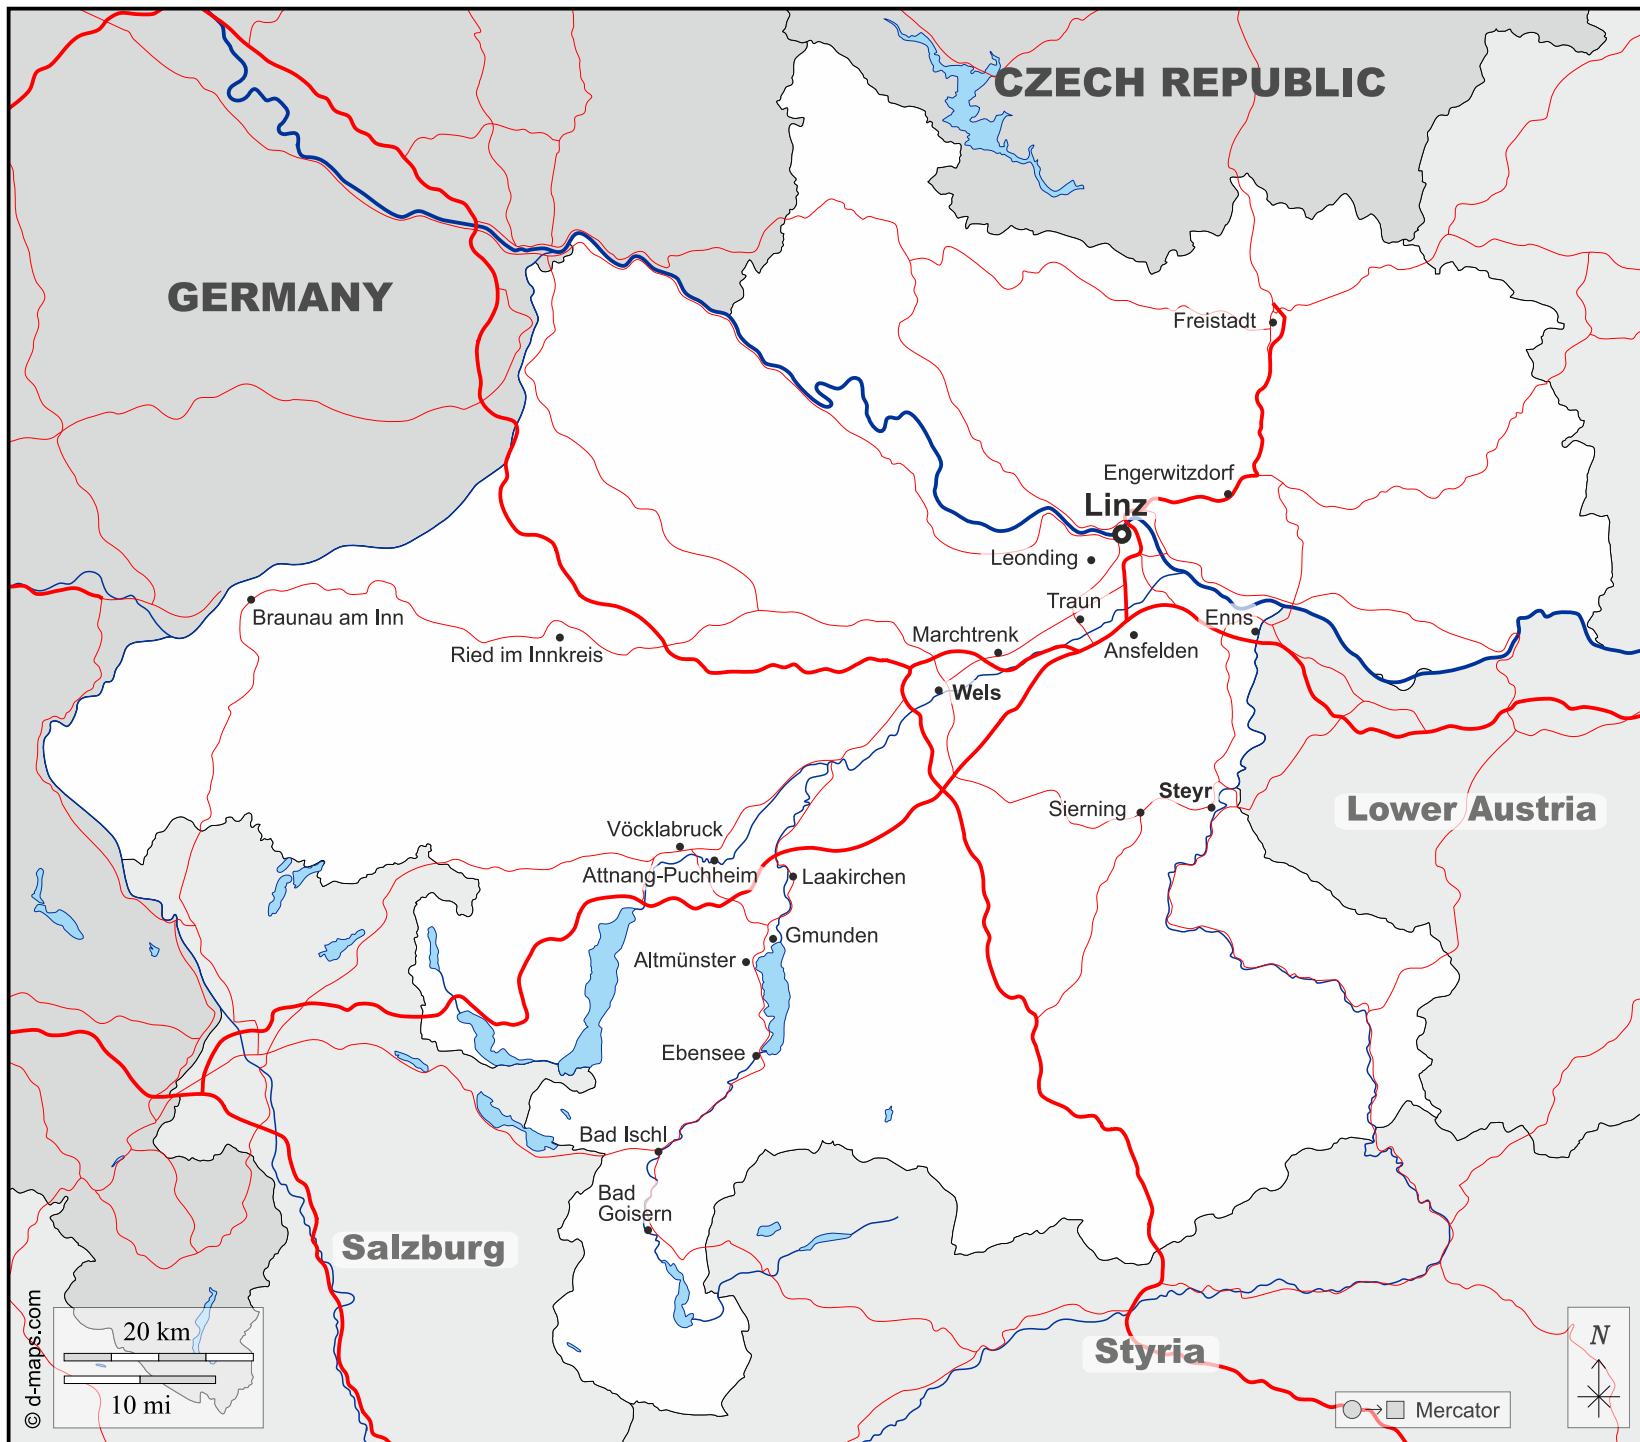 CZECH REPUBLIC
GERMANY
Freistadt
Engerwitzdorf
Linz
Leonding
Traun
Braunau am Inn
Enns
Marchtrenk
Ried im Innkreis
Ansfelden
Wels
Steyr
Sierning
Lower Austria
Vöcklabruck
Attnang-Puchheim
Laakirchen
Gmunden
Altmünster
Ebensee
Bad Ischl
Bad
Goisern
Salzburg
Styria
© d-maps.com
20 km
10 mi
N
Mercator